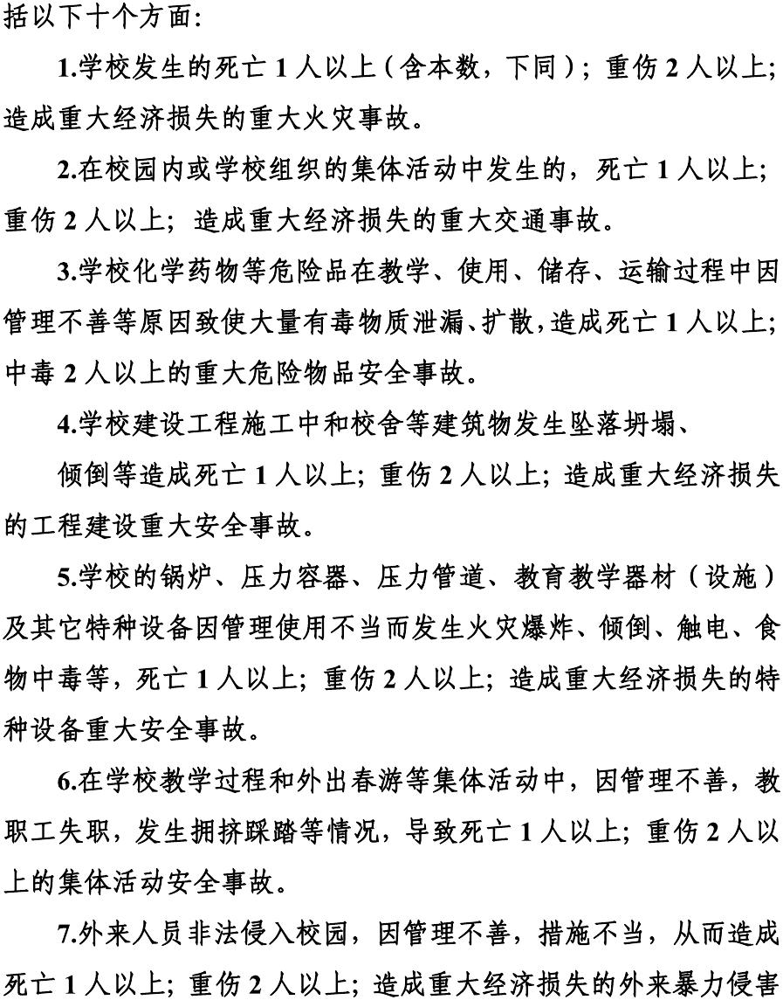 括以下十个方面：
1.学校发生的死亡 1 人以上（含本数，下同）；重伤 2 人以上；
造成重大经济损失的重大火灾事故。
2.在校园内或学校组织的集体活动中发生的，死亡 1 人以上；
重伤 2 人以上；造成重大经济损失的重大交通事故。
3.学校化学药物等危险品在教学、使用、储存、运输过程中因
管理不善等原因致使大量有毒物质泄漏、扩散，造成死亡 1 人以上；
中毒 2 人以上的重大危险物品安全事故。
4.学校建设工程施工中和校舍等建筑物发生坠落坍塌、
倾倒等造成死亡 1 人以上；重伤 2 人以上；造成重大经济损失
的工程建设重大安全事故。
5.学校的锅炉、压力容器、压力管道、教育教学器材（设施）
及其它特种设备因管理使用不当而发生火灾爆炸、倾倒、触电、食
物中毒等，死亡 1 人以上；重伤 2 人以上；造成重大经济损失的特
种设备重大安全事故。
6.在学校教学过程和外出春游等集体活动中，因管理不善，教
职工失职，发生拥挤踩踏等情况，导致死亡 1 人以上；重伤 2 人以
上的集体活动安全事故。
7.外来人员非法侵入校园，因管理不善，措施不当，从而造成
死亡 1 人以上；重伤 2 人以上；造成重大经济损失的外来暴力侵害